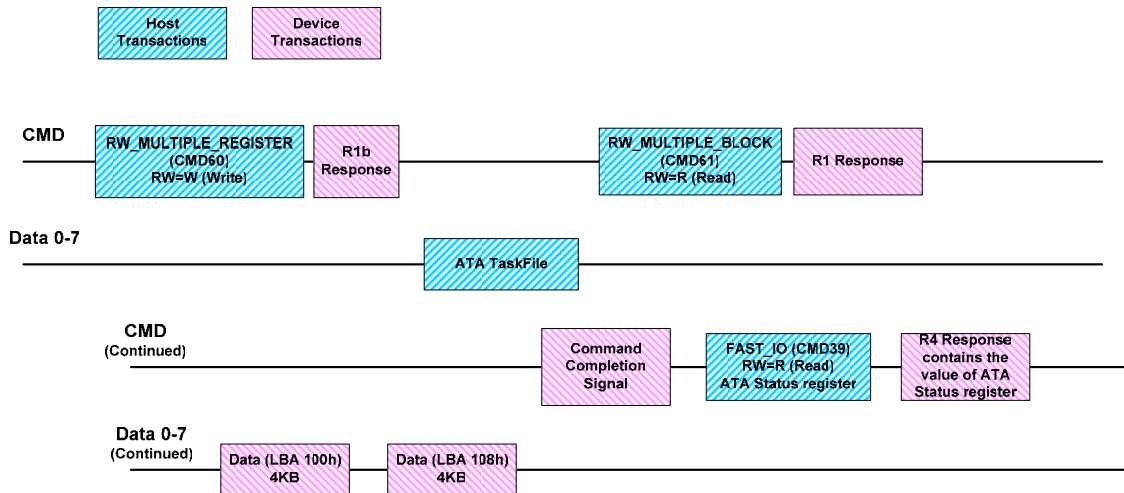 Host
Transactions
Device
Transactions
CMD
RW_MULTIPLE_REGISTER
(CMD60)
RW=W (Write)
R1b
Response
RW_MULTIPLE_BLOCK
(CMD61)
RW=R (Read)
R1 Response
Data 0-7
ATA TaskFile
CMD
(Continued)
Command
Completion
Signal
FAST_IO (CMD39)
RW=R (Read)
ATA Status register
R4 Response
contains the
value of ATA
Status register
Data 0-7
(Continued)
Data (LBA 100h)
4KB
Data (LBA 108h)
4KB